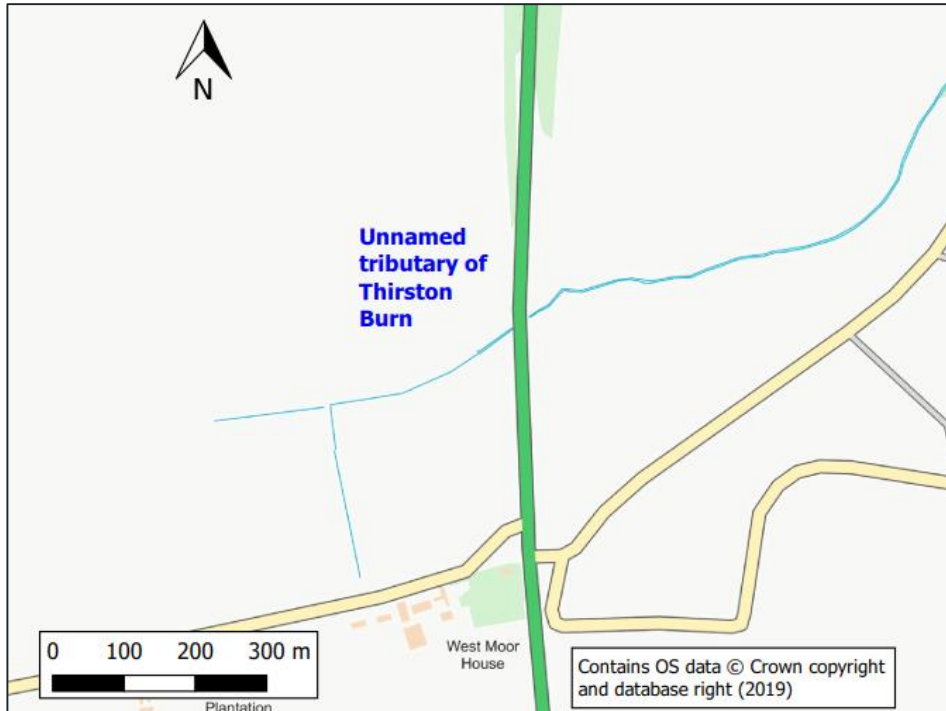 N
Unnamed
tributary of
Thirston
Burn
West Moor
House
0 100 200 300 m
Plantation
Contains OS data © Crown copyright
and database right (2019)